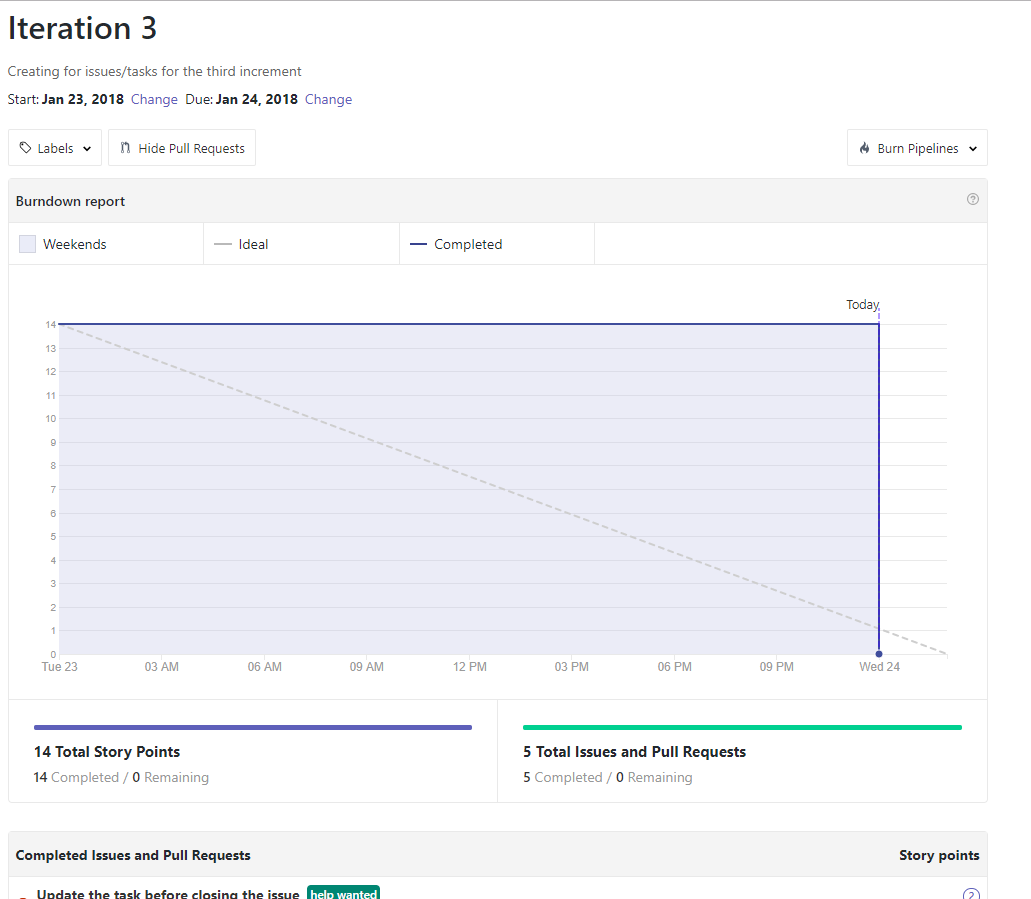 Iteration 3
Creating for issues/tasks for the third increment
Start: Jan 23, 2018 Change Due: Jan 24, 2018 Change
Labels Hide Pull Requests Burn Pipelines
Burndown report
Weekends Ideal Completed
Today
14
13
12
11
10
9
8
7
6
5
4
3
2
1
0
Tue 23 03 AM 06 AM 09 AM 12 PM 03 PM 06 PM 09 PM Wed 24
14 Total Story Points
14 Completed / 0 Remaining
5 Total Issues and Pull Requests
5 Completed / 0 Remaining
Completed Issues and Pull Requests Story points
Update the task before closing the issue help wanted 2